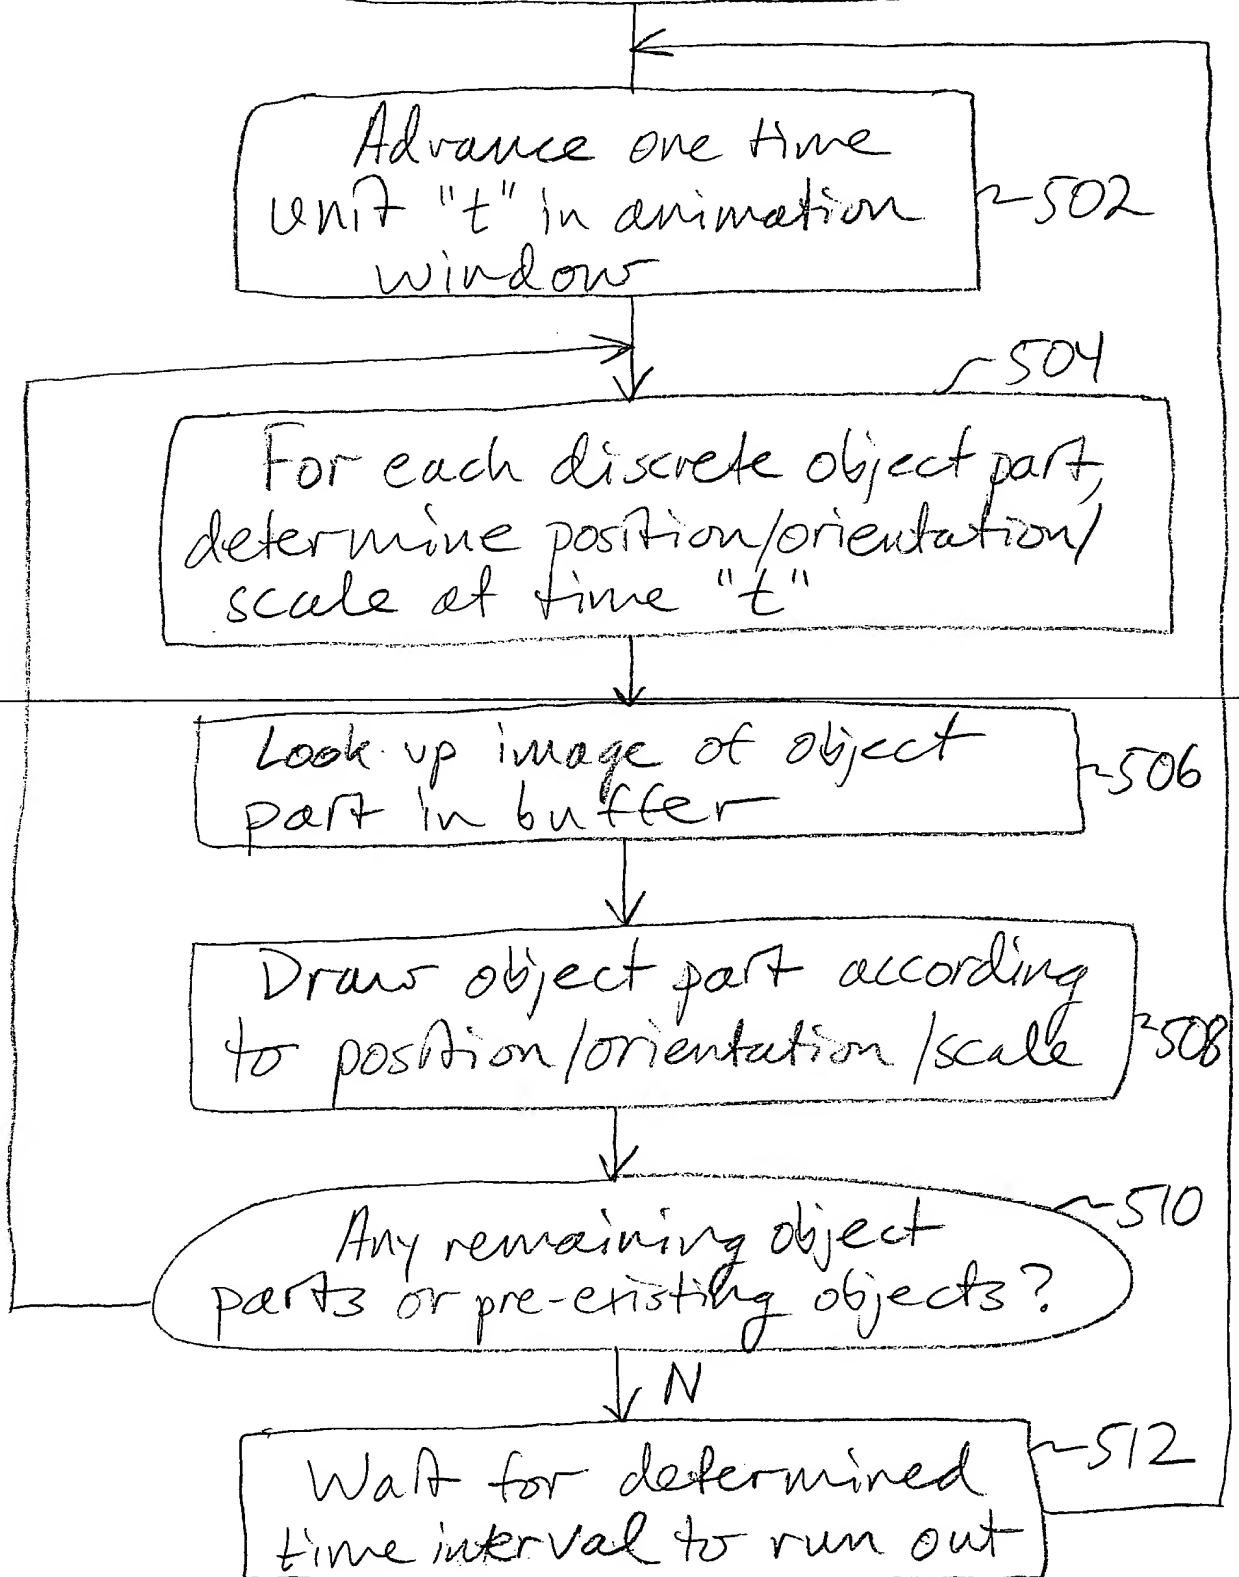 Advance one time
unit "t" in animation
window
502
504
For each discrete object part,
determine position/orientation/
scale at time "t"
Look up image of object
part in buffer
506
Draw object part according
to position/orientation/scale
508
510
Any remaining object
parts or pre-existing objects?
N
512
Wait for determined
time interval to run out